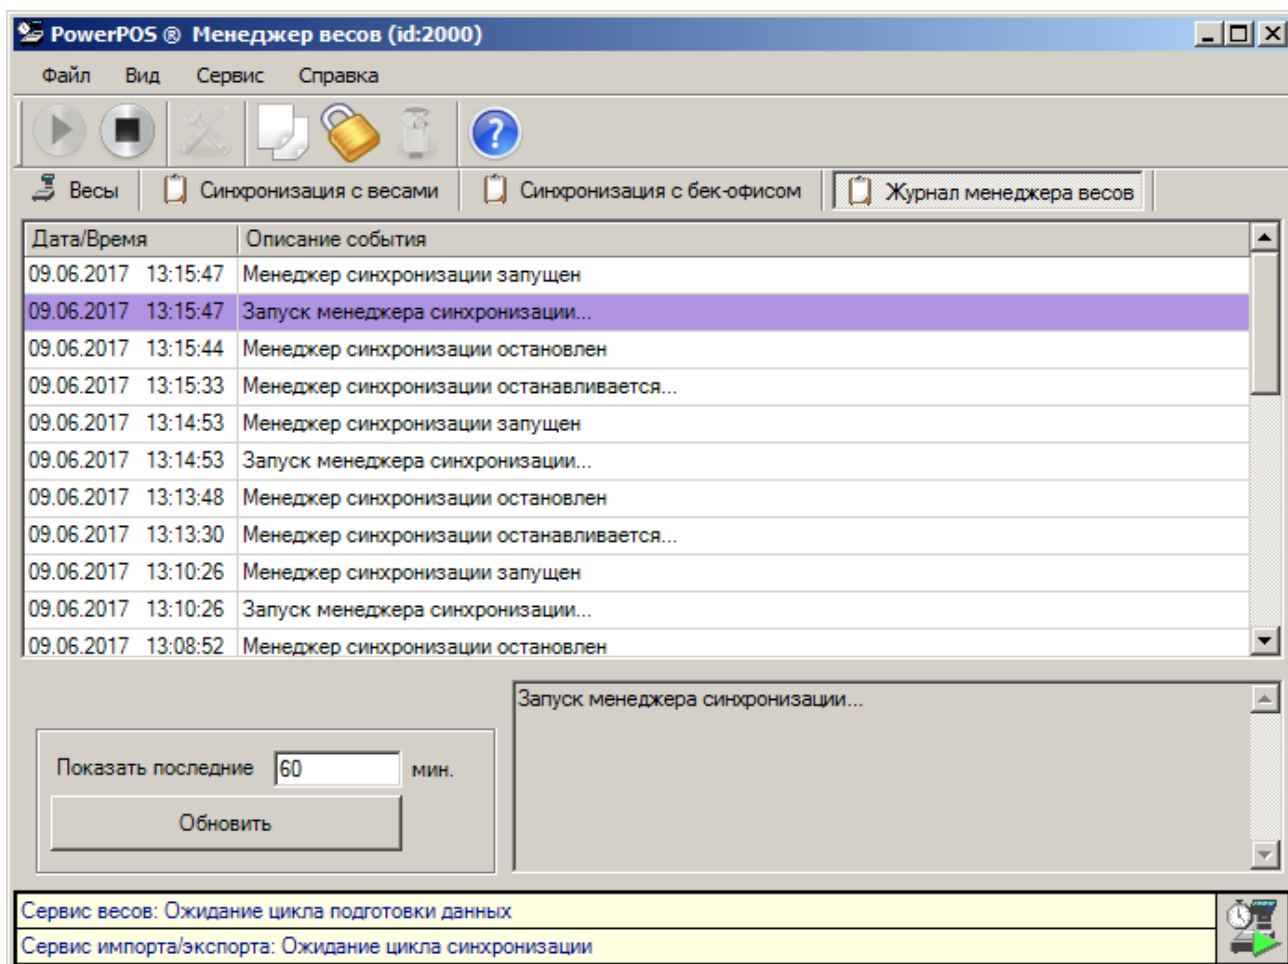 PowerPOS ® Менеджер весов (id:2000)
Файл Вид Сервис Справка
Весы Синхронизация с весами Синхронизация с бек-офисом Журнал менеджера весов
Дата/Время Описание события
09.06.2017 13:15:47 Менеджер синхронизации запущен
09.06.2017 13:15:47 Запуск менеджера синхронизации...
09.06.2017 13:15:44 Менеджер синхронизации остановлен
09.06.2017 13:15:33 Менеджер синхронизации останавливается...
09.06.2017 13:14:53 Менеджер синхронизации запущен
09.06.2017 13:14:53 Запуск менеджера синхронизации...
09.06.2017 13:13:48 Менеджер синхронизации остановлен
09.06.2017 13:13:30 Менеджер синхронизации останавливается...
09.06.2017 13:10:26 Менеджер синхронизации запущен
09.06.2017 13:10:26 Запуск менеджера синхронизации...
09.06.2017 13:08:52 Менеджер синхронизации остановлен
Запуск менеджера синхронизации...
Показать последние 60 мин.
Обновить
Сервис весов: Ожидание цикла подготовки данных
Сервис импорта/экспорта: Ожидание цикла синхронизации